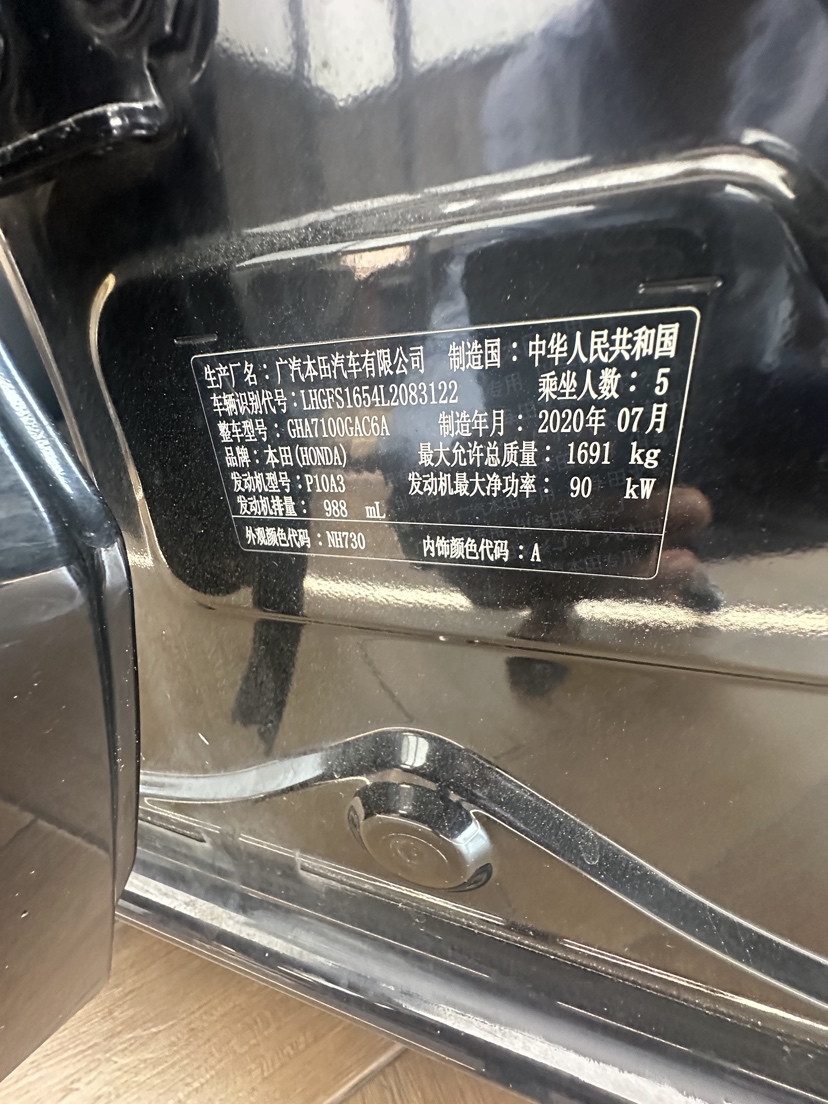 生产厂名：广汽本田汽车有限公司 制造国：中华人民共和国
车辆识别代号：LHGFS1654L2083122 乘坐人数：5
整车型号：GHA7100GAC6A 制造年月：2020年 07月
品牌：本田(HONDA) 最大允许总质量：1691 kg
发动机型号：P10A3 发动机最大净功率：90 kW
发动机排量：988 mL
外观颜色代码：NH730 内饰颜色代码：A